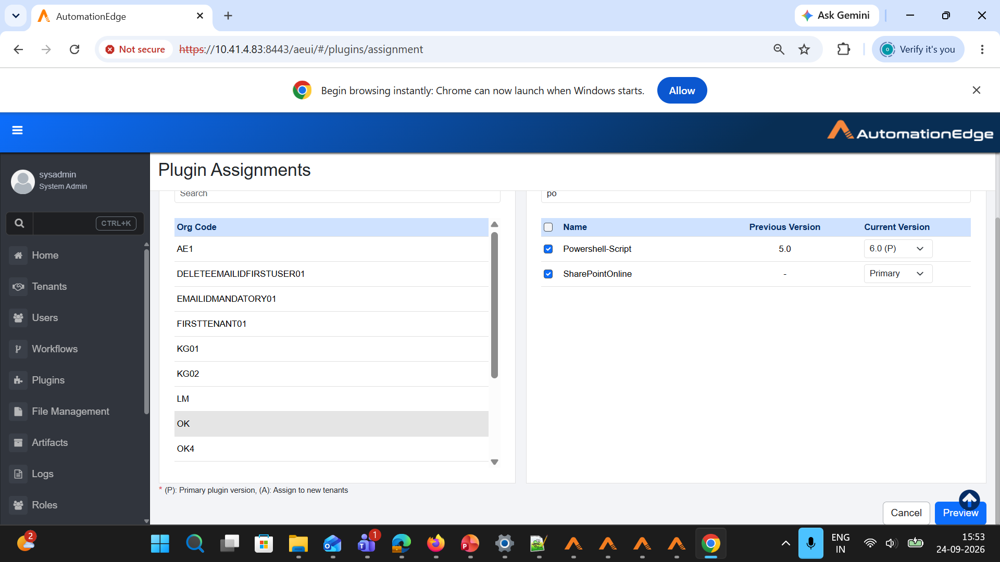 AutomationEdge
Ask Gemini
Not secure
https://10.41.4.83:8443/aeui/#/plugins/assignment
Verify it's you
Begin browsing instantly: Chrome can now launch when Windows starts.
Allow
AutomationEdge
sysadmin
System Admin
CTRL+K
Home
Tenants
Users
Workflows
Plugins
File Management
Artifacts
Logs
Roles
Plugin Assignments
Search
Org Code
AE1
DELETEEMAILIDFIRSTUSER01
EMAILIDMANDATORY01
FIRSTTENANT01
KG01
KG02
LM
OK
OK4
po
Name Previous Version Current Version
Powershell-Script 5.0 6.0 (P)
SharePointOnline - Primary
* (P): Primary plugin version, (A): Assign to new tenants
Cancel
Preview
2
1
ENG
IN
15:53
24-09-2026